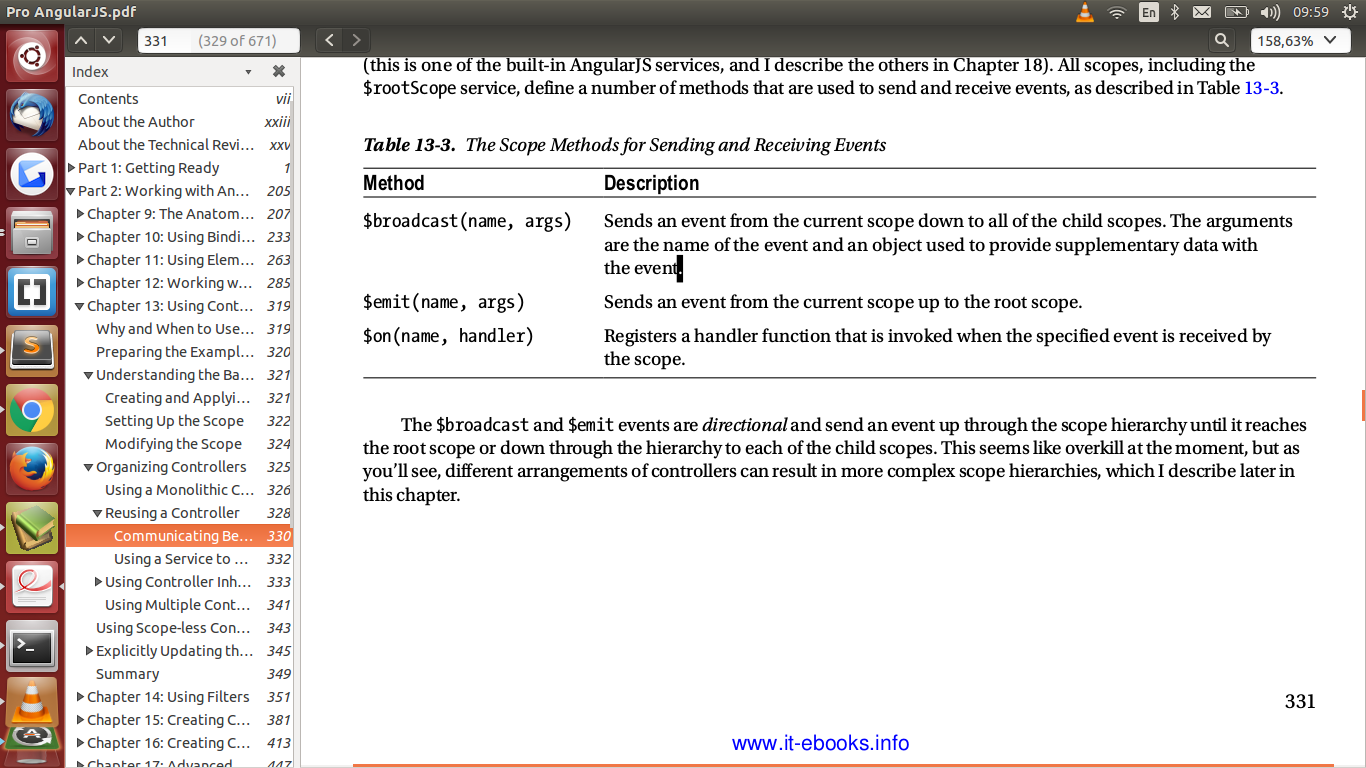 Pro AngularJS.pdf
En
09:59
331 (329 of 671)
158,63%
Index
Contents vii
About the Author xxiii
About the Technical Revi... xxv
Part 1: Getting Ready 1
Part 2: Working with An... 205
Chapter 9: The Anatom... 207
Chapter 10: Using Bindi... 233
Chapter 11: Using Elem... 263
Chapter 12: Working w... 285
Chapter 13: Using Cont... 319
Why and When to Use... 319
Preparing the Exampl... 320
Understanding the Ba... 321
Creating and Applyi... 321
Setting Up the Scope 322
Modifying the Scope 324
Organizing Controllers 325
Using a Monolithic C... 326
Reusing a Controller 328
Communicating Be... 330
Using a Service to ... 332
Using Controller Inh... 333
Using Multiple Cont... 341
Using Scope-less Con... 343
Explicitly Updating th... 345
Summary 349
Chapter 14: Using Filters 351
Chapter 15: Creating C... 381
Chapter 16: Creating C... 413
Chapter 17: Advanced 447
(this is one of the built-in AngularJS services, and I describe the others in Chapter 18). All scopes, including the
$rootScope service, define a number of methods that are used to send and receive events, as described in Table 13-3.
Table 13-3. The Scope Methods for Sending and Receiving Events
Method Description
$broadcast(name, args) Sends an event from the current scope down to all of the child scopes. The arguments
are the name of the event and an object used to provide supplementary data with
the event.
$emit(name, args) Sends an event from the current scope up to the root scope.
$on(name, handler) Registers a handler function that is invoked when the specified event is received by
the scope.
The $broadcast and $emit events are directional and send an event up through the scope hierarchy until it reaches
the root scope or down through the hierarchy to each of the child scopes. This seems like overkill at the moment, but as
you'll see, different arrangements of controllers can result in more complex scope hierarchies, which I describe later in
this chapter.
331
www.it-ebooks.info